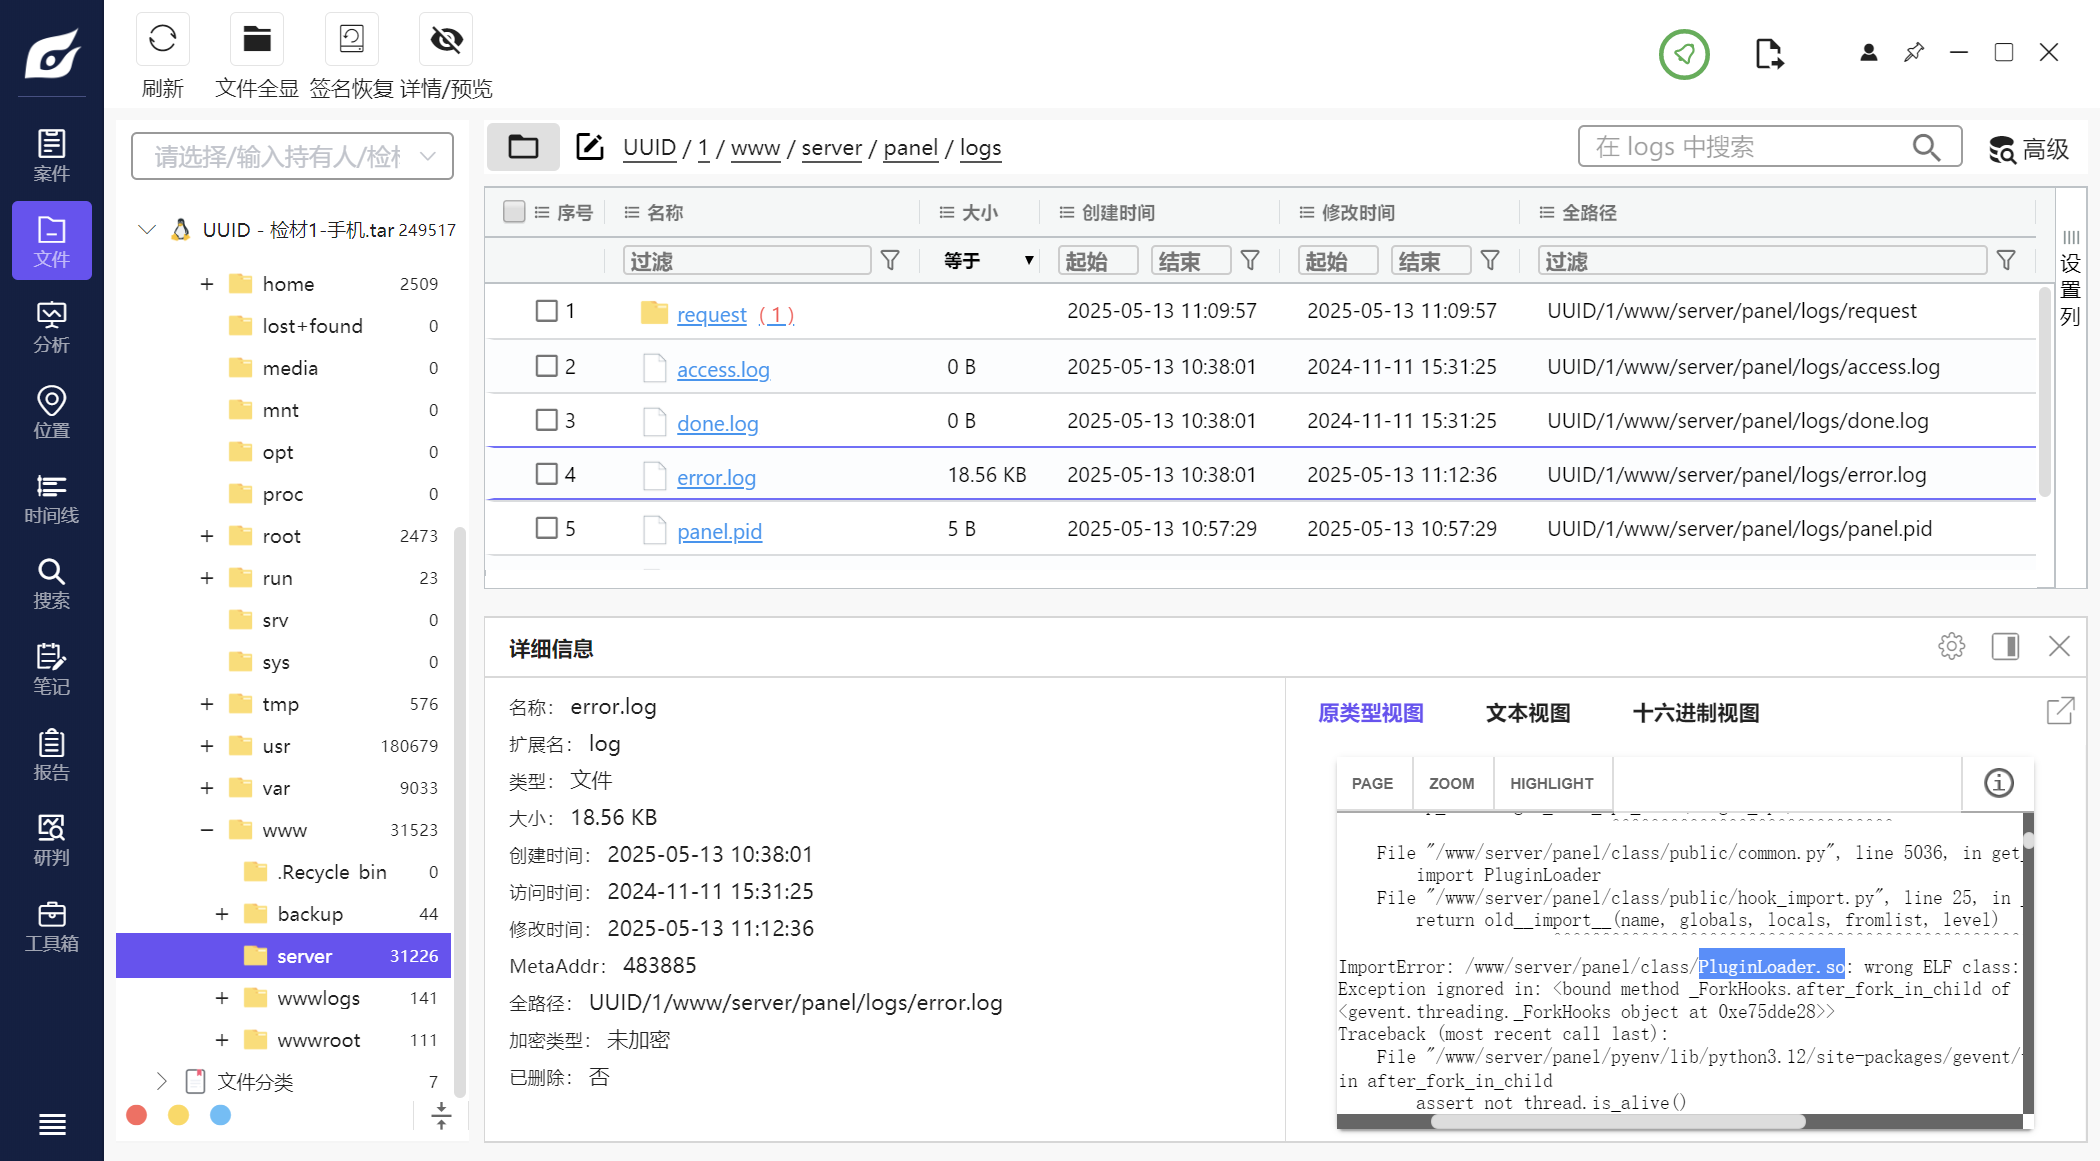 刷新
文件全显
签名恢复
详情/预览
案件
文件
分析
位置
时间线
搜索
笔记
报告
研判
工具箱
请选择/输入持有人/检
UUID - 检材1-手机.tar 249517
home 2509
lost+found 0
media 0
mnt 0
opt 0
proc 0
root 2473
run 23
srv 0
sys 0
tmp 576
usr 180679
var 9033
www 31523
.Recycle bin 0
backup 44
server 31226
wwwlogs 141
wwwroot 111
文件分类 7
UUID / 1 / www / server / panel / logs
在 logs 中搜索
高级
序号 名称 大小 创建时间 修改时间 全路径
过滤 等于 起始 结束 起始 结束 过滤
1 request ( 1 ) 2025-05-13 11:09:57 2025-05-13 11:09:57 UUID/1/www/server/panel/logs/request
2 access.log 0 B 2025-05-13 10:38:01 2024-11-11 15:31:25 UUID/1/www/server/panel/logs/access.log
3 done.log 0 B 2025-05-13 10:38:01 2024-11-11 15:31:25 UUID/1/www/server/panel/logs/done.log
4 error.log 18.56 KB 2025-05-13 10:38:01 2025-05-13 11:12:36 UUID/1/www/server/panel/logs/error.log
5 panel.pid 5 B 2025-05-13 10:57:29 2025-05-13 10:57:29 UUID/1/www/server/panel/logs/panel.pid
设置列
详细信息
名称: error.log
扩展名: log
类型: 文件
大小: 18.56 KB
创建时间: 2025-05-13 10:38:01
访问时间: 2024-11-11 15:31:25
修改时间: 2025-05-13 11:12:36
MetaAddr: 483885
全路径: UUID/1/www/server/panel/logs/error.log
加密类型: 未加密
已删除: 否
原类型视图 文本视图 十六进制视图
PAGE ZOOM HIGHLIGHT
File "/www/server/panel/class/public/common.py", line 5036, in get_
import PluginLoader
File "/www/server/panel/class/public/hook_import.py", line 25, in _
return old__import__(name, globals, locals, fromlist, level)
ImportError: /www/server/panel/class/PluginLoader.so: wrong ELF class:
Exception ignored in: <bound method _ForkHooks.after_fork_in_child of
<gevent.threading._ForkHooks object at 0xe75dde28>>
Traceback (most recent call last):
File "/www/server/panel/pyenv/lib/python3.12/site-packages/gevent/
in after_fork_in_child
assert not thread.is_alive()